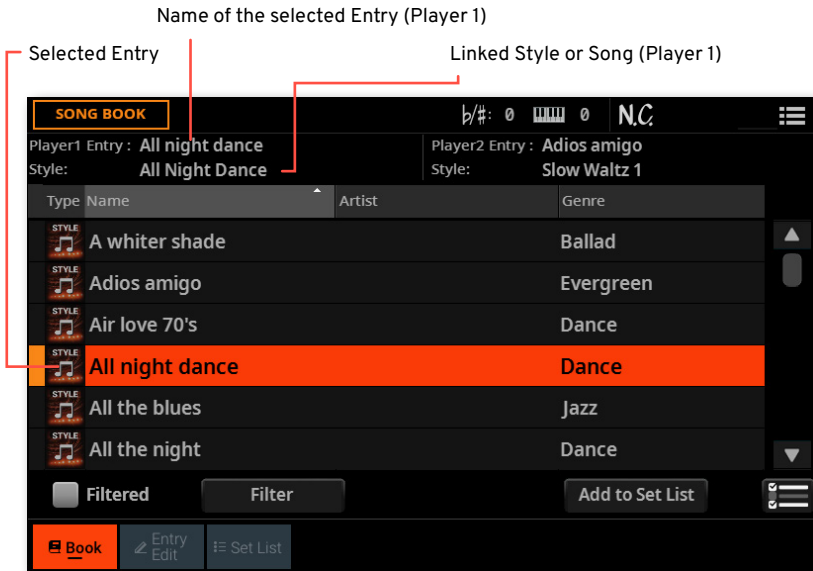 Name of the selected Entry (Player 1)
Selected Entry
Linked Style or Song (Player 1)
SONG BOOK
♭/#: 0
0
N.C.
Player1 Entry : All night dance
Player2 Entry : Adios amigo
Style: All Night Dance
Style: Slow Waltz 1
Type Name Artist Genre
STYLE
A whiter shade Ballad
STYLE
Adios amigo Evergreen
STYLE
Air love 70's Dance
STYLE
All night dance Dance
STYLE
All the blues Jazz
STYLE
All the night Dance
Filtered Filter Add to Set List
Book
Entry
Edit
Set List